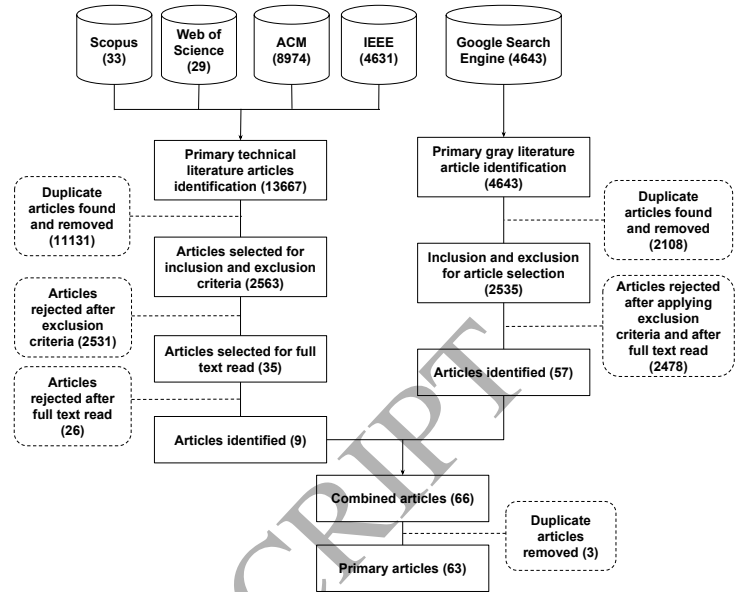 Scopus
(33)
Web of
Science
(29)
ACM
(8974)
IEEE
(4631)
Google Search
Engine (4643)
Primary technical
literature articles
identification (13667)
Primary gray literature
article identification
(4643)
Duplicate
articles found
and removed
(11131)
Duplicate
articles found
and removed
(2108)
Articles selected for
inclusion and exclusion
criteria (2563)
Inclusion and exclusion
for article selection
(2535)
Articles
rejected after
exclusion
criteria (2531)
Articles rejected
after applying
exclusion
criteria and after
full text read
(2478)
Articles selected for full
text read (35)
Articles identified (57)
Articles
rejected after
full text read
(26)
Articles identified (9)
Combined articles (66)
Duplicate
articles
removed (3)
Primary articles (63)
CRIPT